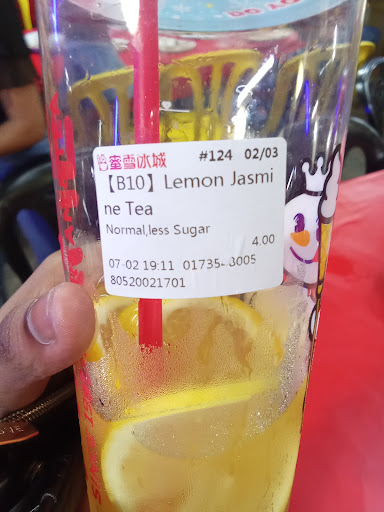 蜜雪冰城 #124 02/03
【B10】Lemon Jasmi
ne Tea
Normal,less Sugar
4.00
07-02 19:11
80520021701